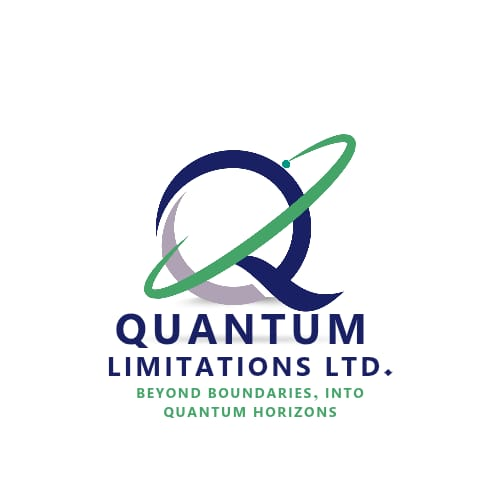 QUANTUM
LIMITATIONS LTD.
BEYOND BOUNDARIES, INTO
QUANTUM HORIZONS